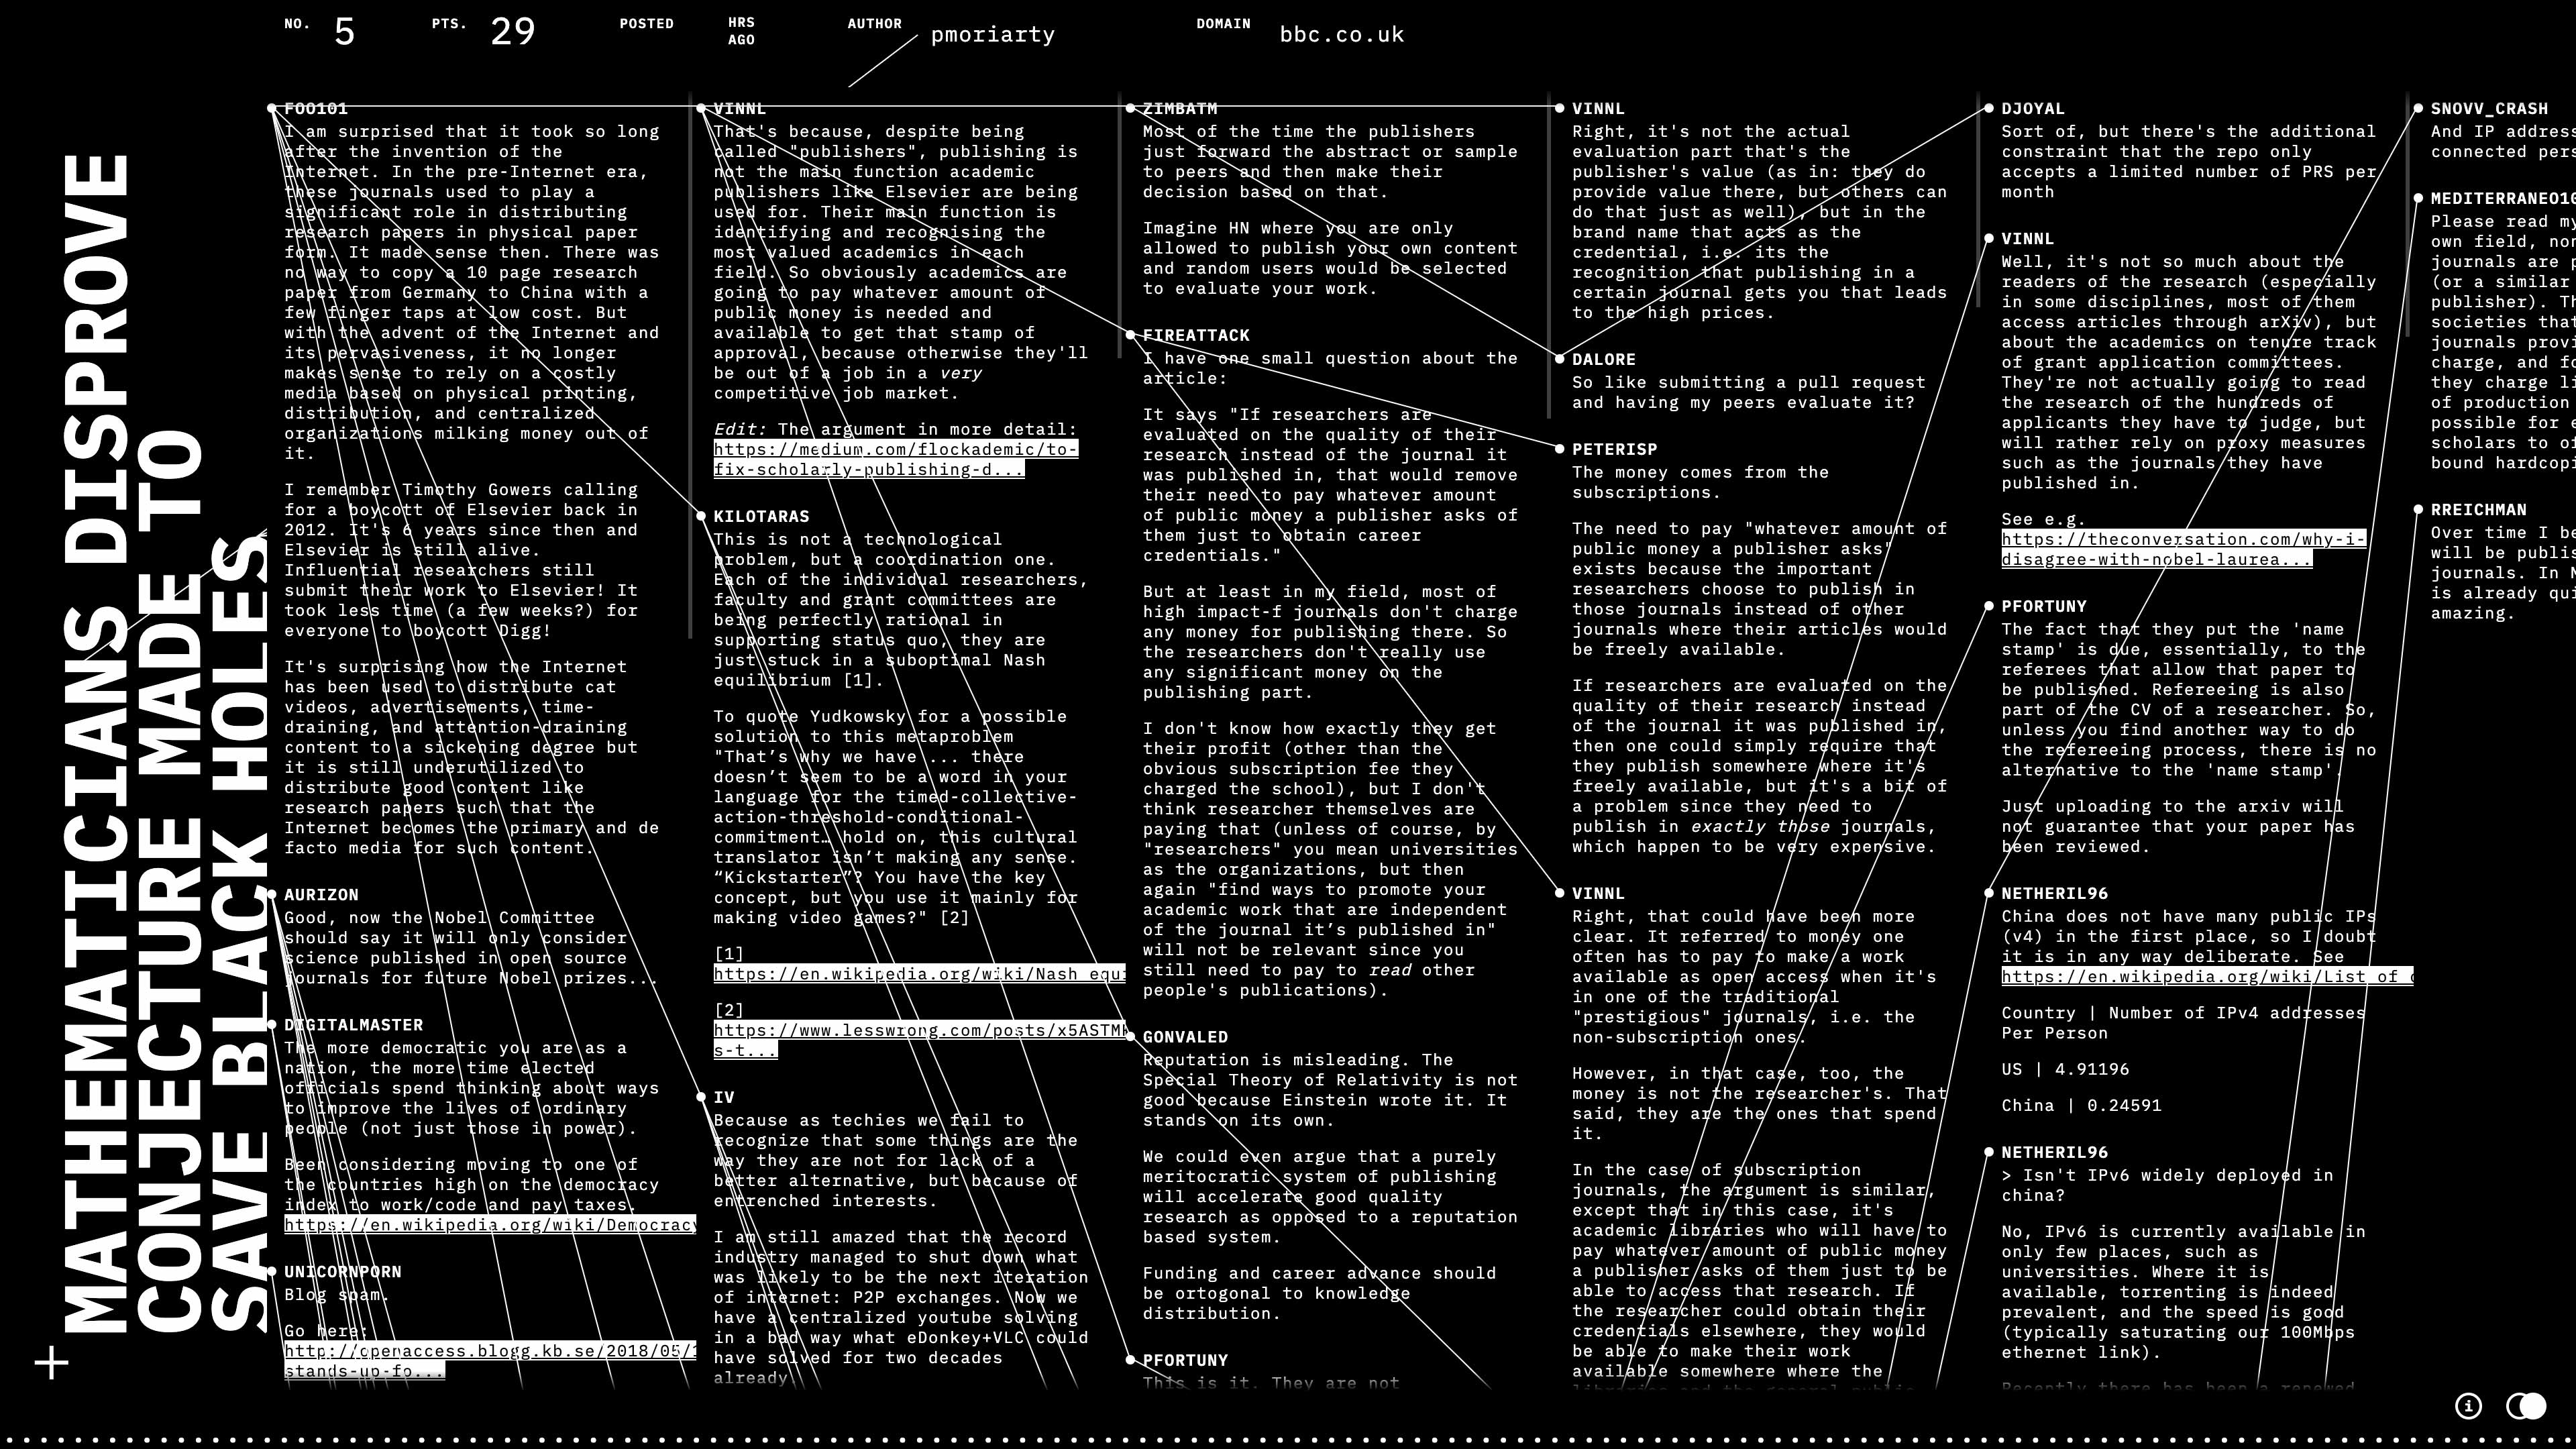 NO. 5 PTS. 29 POSTED HRS AGO AUTHOR pmoriarty DOMAIN bbc.co.uk
MATHEMATICIANS DISPROVE
CONJECTURE MADE TO
SAVE BLACK HOLES
FOO101
I am surprised that it took so long
after the invention of the
Internet. In the pre-Internet era,
these journals used to play a
significant role in distributing
research papers in physical paper
form. It made sense then. There was
no way to copy a 10 page research
paper from Germany to China with a
few finger taps at low cost. But
with the advent of the Internet and
its pervasiveness, it no longer
makes sense to rely on a costly
media based on physical printing,
distribution, and centralized
organizations milking money out of
it.
I remember Timothy Gowers calling
for a boycott of Elsevier back in
2012. It's 6 years since then and
Elsevier is still alive.
Influential researchers still
submit their work to Elsevier! It
took less time (a few weeks?) for
everyone to boycott Digg!
It's surprising how the Internet
has been used to distribute cat
videos, advertisements, time-
draining, and attention-draining
content to a sickening degree but
it is still underutilized to
distribute good content like
research papers such that the
Internet becomes the primary and de
facto media for such content.
AURIZON
Good, now the Nobel Committee
should say it will only consider
science published in open source
journals for future Nobel prizes...
DIGITALMASTER
The more democratic you are as a
nation, the more time elected
officials spend thinking about ways
to improve the lives of ordinary
people (not just those in power).
Been considering moving to one of
the countries high on the democracy
index to work/code and pay taxes.
https://en.wikipedia.org/wiki/Democracy
UNICORNPORN
Blog spam.
Go here:
http://openaccess.blogg.kb.se/2018/05/1
stands-up-fo...
VINNL
That's because, despite being
called "publishers", publishing is
not the main function academic
publishers like Elsevier are being
used for. Their main function is
identifying and recognising the
most valued academics in each
field. So obviously academics are
going to pay whatever amount of
public money is needed and
available to get that stamp of
approval, because otherwise they'll
be out of a job in a very
competitive job market.
Edit: The argument in more detail:
https://medium.com/flockademic/to-
fix-scholarly-publishing-d...
KILOTARAS
This is not a technological
problem, but a coordination one.
Each of the individual researchers,
faculty and grant committees are
being perfectly rational in
supporting status quo, they are
just stuck in a suboptimal Nash
equilibrium [1].
To quote Yudkowsky for a possible
solution to this metaproblem
"That’s why we have ... there
doesn’t seem to be a word in your
language for the timed-collective-
action-threshold-conditional-
commitment… hold on, this cultural
translator isn’t making any sense.
“Kickstarter”? You have the key
concept, but you use it mainly for
making video games?" [2]
[1]
https://en.wikipedia.org/wiki/Nash_equi
[2]
https://www.lesswrong.com/posts/x5ASTM
s-t...
IV
Because as techies we fail to
recognize that some things are the
way they are not for lack of a
better alternative, but because of
entrenched interests.
I am still amazed that the record
industry managed to shut down what
was likely to be the next iteration
of internet: P2P exchanges. Now we
have a centralized youtube solving
in a bad way what eDonkey+VLC could
have solved for two decades
already.
ZIMBATM
Most of the time the publishers
just forward the abstract or sample
to peers and then make their
decision based on that.
Imagine HN where you are only
allowed to publish your own content
and random users would be selected
to evaluate your work.
FIREATTACK
I have one small question about the
article:
It says "If researchers are
evaluated on the quality of their
research instead of the journal it
was published in, that would remove
their need to pay whatever amount
of public money a publisher asks of
them just to obtain career
credentials."
But at least in my field, most of
high impact-f journals don't charge
any money for publishing there. So
the researchers don't really use
any significant money on the
publishing part.
I don't know how exactly they get
their profit (other than the
obvious subscription fee they
charged the school), but I don't
think researcher themselves are
paying that (unless of course, by
"researchers" you mean universities
as the organizations, but then
again "find ways to promote your
academic work that are independent
of the journal it’s published in"
will not be relevant since you
still need to pay to read other
people's publications).
GONVALED
Reputation is misleading. The
Special Theory of Relativity is not
good because Einstein wrote it. It
stands on its own.
We could even argue that a purely
meritocratic system of publishing
will accelerate good quality
research as opposed to a reputation
based system.
Funding and career advance should
be ortogonal to knowledge
distribution.
PFORTUNY
This is it. They are not
VINNL
Right, it's not the actual
evaluation part that's the
publisher's value (as in: they do
provide value there, but others can
do that just as well), but in the
brand name that acts as the
credential, i.e. its the
recognition that publishing in a
certain journal gets you that leads
to the high prices.
DALORE
So like submitting a pull request
and having my peers evaluate it?
PETERISP
The money comes from the
subscriptions.
The need to pay "whatever amount of
public money a publisher asks"
exists because the important
researchers choose to publish in
those journals instead of other
journals where their articles would
be freely available.
If researchers are evaluated on the
quality of their research instead
of the journal it was published in,
then one could simply require that
they publish somewhere where it's
freely available, but it's a bit of
a problem since they need to
publish in exactly those journals,
which happen to be very expensive.
VINNL
Right, that could have been more
clear. It referred to money one
often has to pay to make a work
available as open access when it's
in one of the traditional
"prestigious" journals, i.e. the
non-subscription ones.
However, in that case, too, the
money is not the researcher's. That
said, they are the ones that spend
it.
In the case of subscription
journals, the argument is similar,
except that in this case, it's
academic libraries who will have to
pay whatever amount of public money
a publisher asks of them just to be
able to access that research. If
the researcher could obtain their
credentials elsewhere, they would
be able to make their work
available somewhere where the
DJOYAL
Sort of, but there's the additional
constraint that the repo only
accepts a limited number of PRS per
month
VINNL
Well, it's not so much about the
readers of the research (especially
in some disciplines, most of them
access articles through arXiv), but
about the academics on tenure track
of grant application committees.
They're not actually going to read
the research of the hundreds of
applicants they have to judge, but
will rather rely on proxy measures
such as the journals they have
published in.
See e.g.
https://theconversation.com/why-i-
disagree-with-nobel-laurea...
PFORTUNY
The fact that they put the 'name
stamp' is due, essentially, to the
referees that allow that paper to
be published. Refereeing is also
part of the CV of a researcher. So,
unless you find another way to do
the refereeing process, there is no
alternative to the 'name stamp'.
Just uploading to the arxiv will
not guarantee that your paper has
been reviewed.
NETHERIL96
China does not have many public IPs
(v4) in the first place, so I doubt
it is in any way deliberate. See
https://en.wikipedia.org/wiki/List_of_c
Country | Number of IPv4 addresses
Per Person
US | 4.91196
China | 0.24591
NETHERIL96
> Isn't IPv6 widely deployed in
china?
No, IPv6 is currently available in
only few places, such as
universities. Where it is
available, torrenting is indeed
prevalent, and the speed is good
(typically saturating our 100Mbps
ethernet link).
Recently there has been a renewed
SNOVV_CRASH
And IP address
connected pers
MEDITERRANEO10
Please read my
own field, non
journals are p
(or a similar
publisher). Th
societies that
journals provi
charge, and fo
they charge li
of production
possible for e
scholars to of
bound hardcopi
RREICHMAN
Over time I be
will be publis
journals. In M
is already qui
amazing.